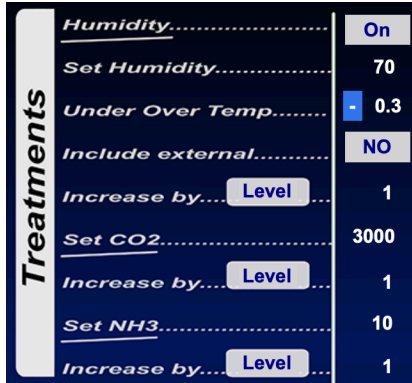 Treatments
Humidity................................ On
Set Humidity................... 70
Under Over Temp........ - 0.3
Include external........... NO
Increase by.... Level .... 1
Set CO2............................ 3000
Increase by.... Level .... 1
Set NH3............................ 10
Increase by.... Level .... 1